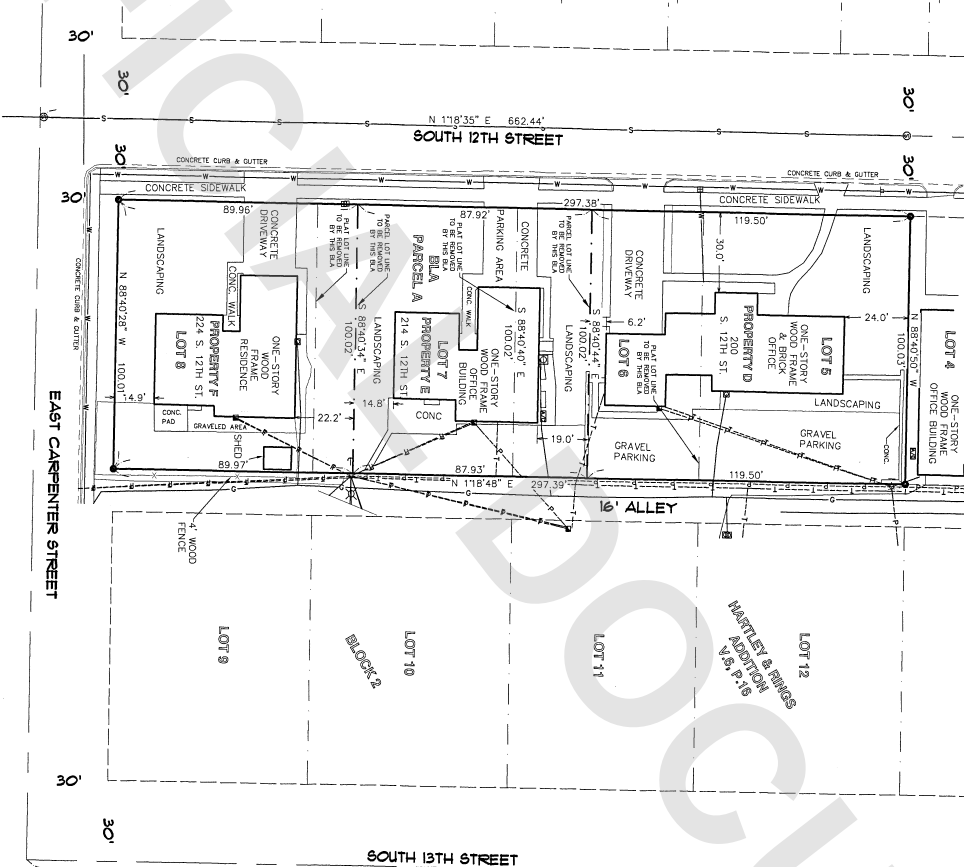 30'
30'
30'
N 1°18'35" E 662.44'
SOUTH 12TH STREET
30'
CONCRETE CURB & GUTTER
30'
CONCRETE CURB & GUTTER
30'
CONCRETE SIDEWALK
CONCRETE SIDEWALK
89.96'
87.92'
297.38'
119.50'
CONCRETE CURB & GUTTER
LANDSCAPING
N 88°40'28" W 100.01'
CONCRETE
DRIVEWAY
CONC. WALK
PLAT LOT LINE
TO BE REMOVED
BY THIS BLA
PARCEL LOT LINE
TO BE REMOVED
BY THIS BLA
S 88°40'34" E
100.02'
BLA
PARCEL A
PLAT LOT LINE
TO BE REMOVED
BY THIS BLA
CONCRETE
PARKING AREA
CONC. WALK
S 88°40'40" E
100.02'
PARCEL LOT LINE
TO BE REMOVED
BY THIS BLA
S 88°40'44" E
100.02'
CONCRETE
DRIVEWAY
30.0'
6.2'
24.0'
LANDSCAPING
N 88°40'50" W
100.03'
LOT 8
PROPERTY F
224 S. 12TH ST.
ONE-STORY
WOOD
FRAME
RESIDENCE
LANDSCAPING
LOT 7
PROPERTY E
214 S. 12TH ST.
ONE-STORY
WOOD FRAME
OFFICE
BUILDING
LANDSCAPING
LOT 6
PLAT LOT LINE
TO BE REMOVED
BY THIS BLA
PROPERTY D
200
S. 12TH ST.
ONE-STORY
WOOD FRAME
& BRICK
OFFICE
LOT 5
LOT 4
ONE-STORY
WOOD FRAME
OFFICE BUILDING
14.9'
CONC.
PAD
GRAVELED AREA
22.2'
14.8'
CONC
19.0'
LANDSCAPING
GRAVEL
PARKING
GRAVEL
PARKING
CONC.
SHED
89.97'
87.93'
119.50'
N 1°18'48" E 297.39'
16' ALLEY
4' WOOD
FENCE
EAST CARPENTER STREET
LOT 9
BLOCK 2
LOT 10
LOT 11
HARTLEY & RINGS
ADDITION
V.6, P.16
LOT 12
30'
30'
SOUTH 13TH STREET
ICIAL DOCU